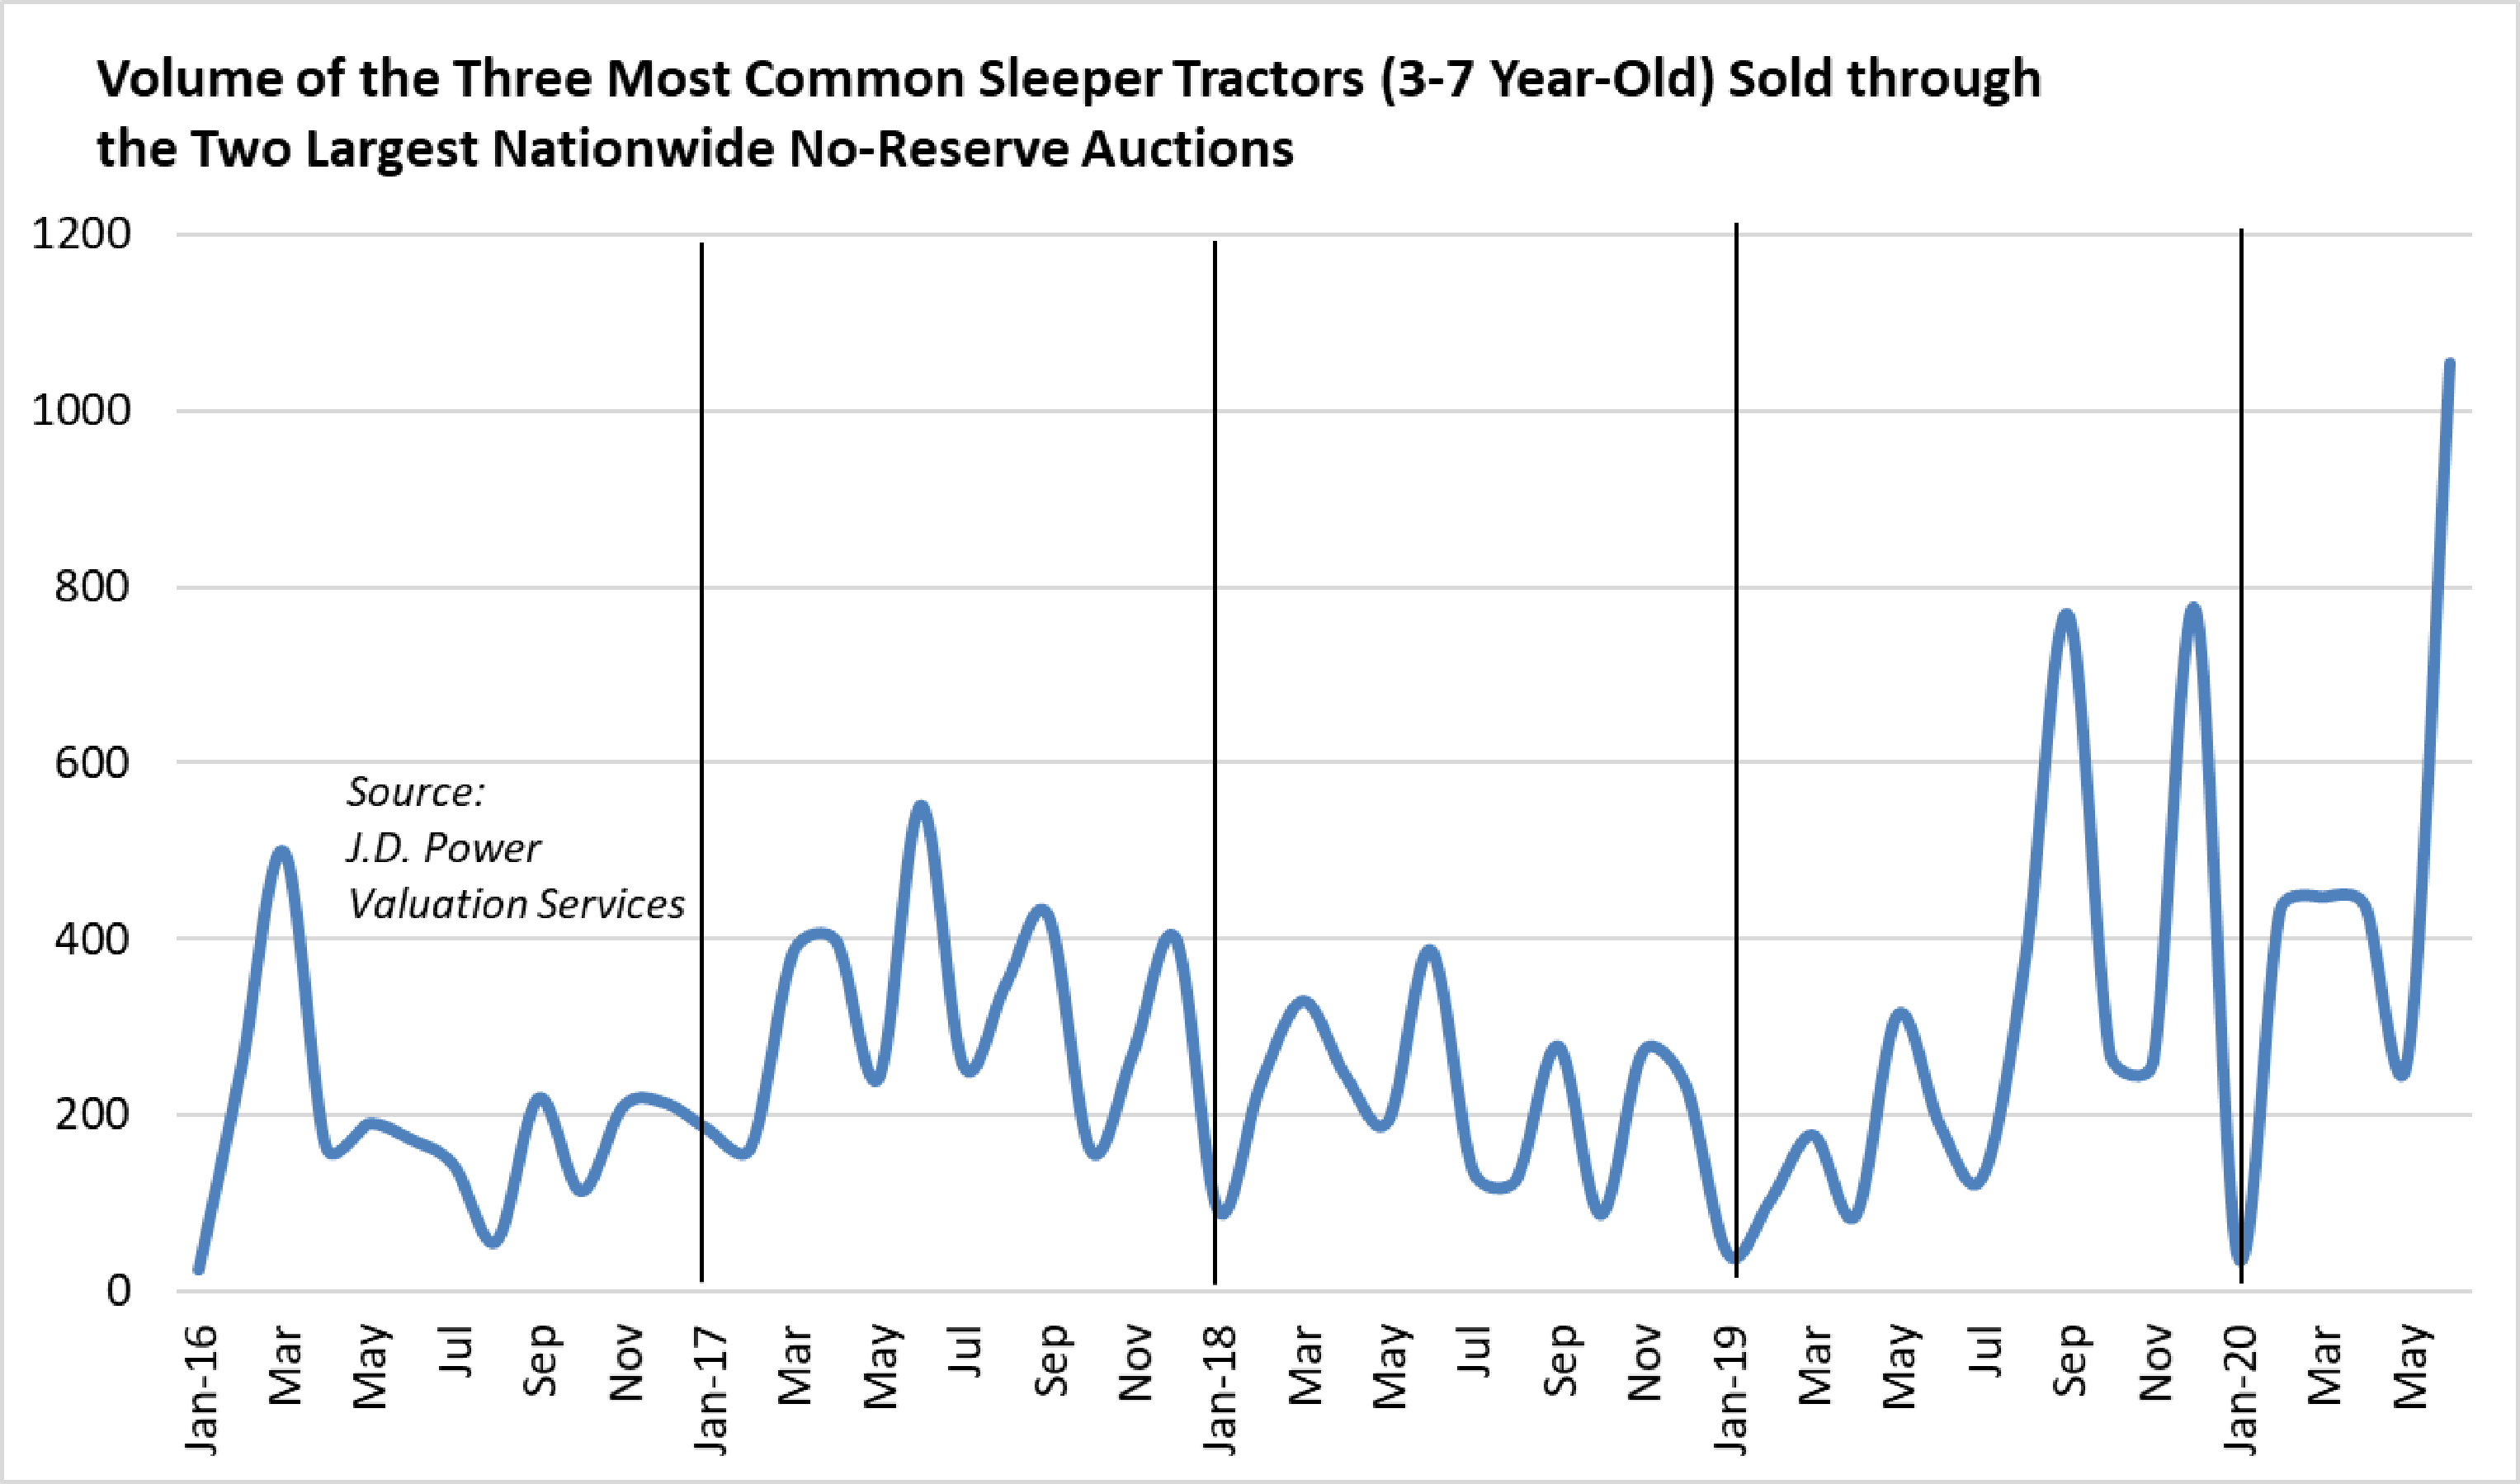 Volume of the Three Most Common Sleeper Tractors (3-7 Year-Old) Sold through
the Two Largest Nationwide No-Reserve Auctions
1200
1000
800
600
400
200
0
Source:
J.D. Power
Valuation Services
Jan-16
Mar
May
Jul
Sep
Nov
Jan-17
Mar
May
Jul
Sep
Nov
Jan-18
Mar
May
Jul
Sep
Nov
Jan-19
Mar
May
Jul
Sep
Nov
Jan-20
Mar
May